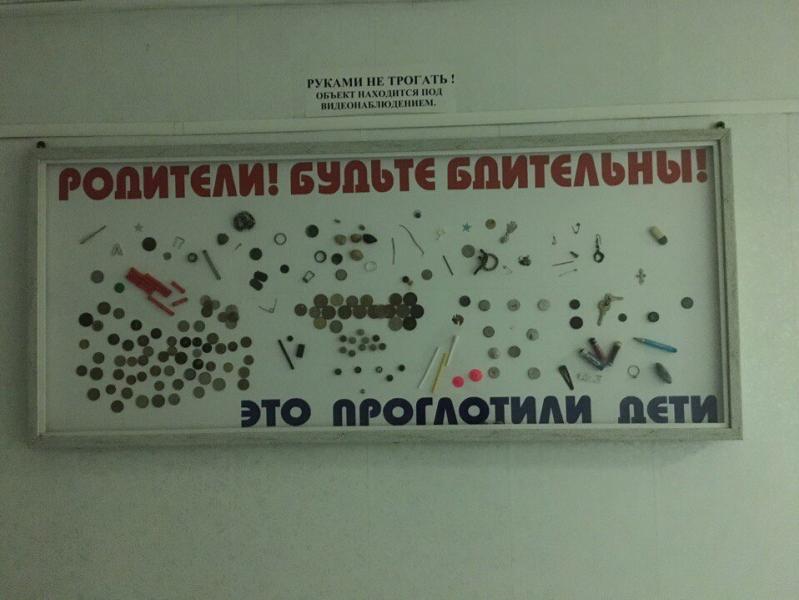 РУКАМИ НЕ ТРОГАТЬ !
ОБЪЕКТ НАХОДИТСЯ ПОД
ВИДЕОНАБЛЮДЕНИЕМ.
РОДИТЕЛИ! БУДЬТЕ БДИТЕЛЬНЫ!
ЭТО ПРОГЛОТИЛИ ДЕТИ